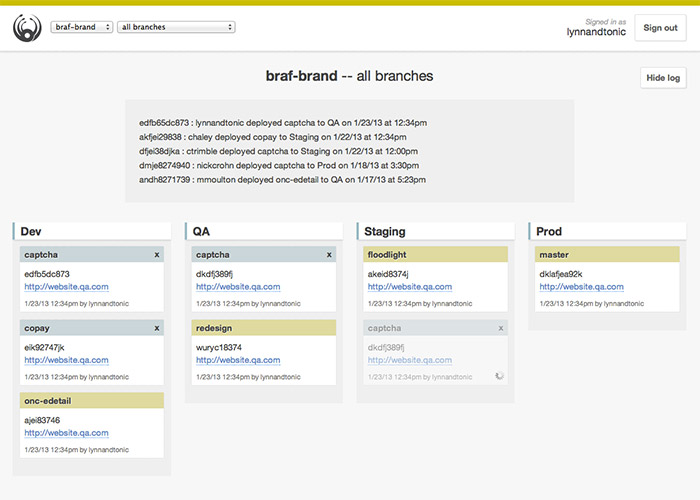 braf-brand
all branches
Signed in as
lynnandtonic
Sign out
braf-brand -- all branches
Hide log
edfb65dc873 : lynnandtonic deployed captcha to QA on 1/23/13 at 12:34pm
akfjei29838 : chaley deployed copay to Staging on 1/22/13 at 12:34pm
dfjei38djka : ctrimble deployed captcha to Staging on 1/22/13 at 12:00pm
dmje8274940 : nickcrohn deployed captcha to Prod on 1/18/13 at 3:30pm
andh8271739 : mmoulton deployed onc-edetail to QA on 1/17/13 at 5:23pm
Dev
captcha x
edfb5dc873
http://website.qa.com
1/23/13 12:34pm by lynnandtonic
copay x
eik92747jk
http://website.qa.com
1/23/13 12:34pm by lynnandtonic
onc-edetail
ajei83746
http://website.qa.com
1/23/13 12:34pm by lynnandtonic
QA
captcha x
dkdfj389fj
http://website.qa.com
1/23/13 12:34pm by lynnandtonic
redesign
wuryc18374
http://website.qa.com
1/23/13 12:34pm by lynnandtonic
Staging
floodlight
akeid8374j
http://website.qa.com
1/23/13 12:34pm by lynnandtonic
captcha x
dkdfj389fj
http://website.qa.com
1/23/13 12:34pm by lynnandtonic
Prod
master
dklafjea92k
http://website.qa.com
1/23/13 12:34pm by lynnandtonic